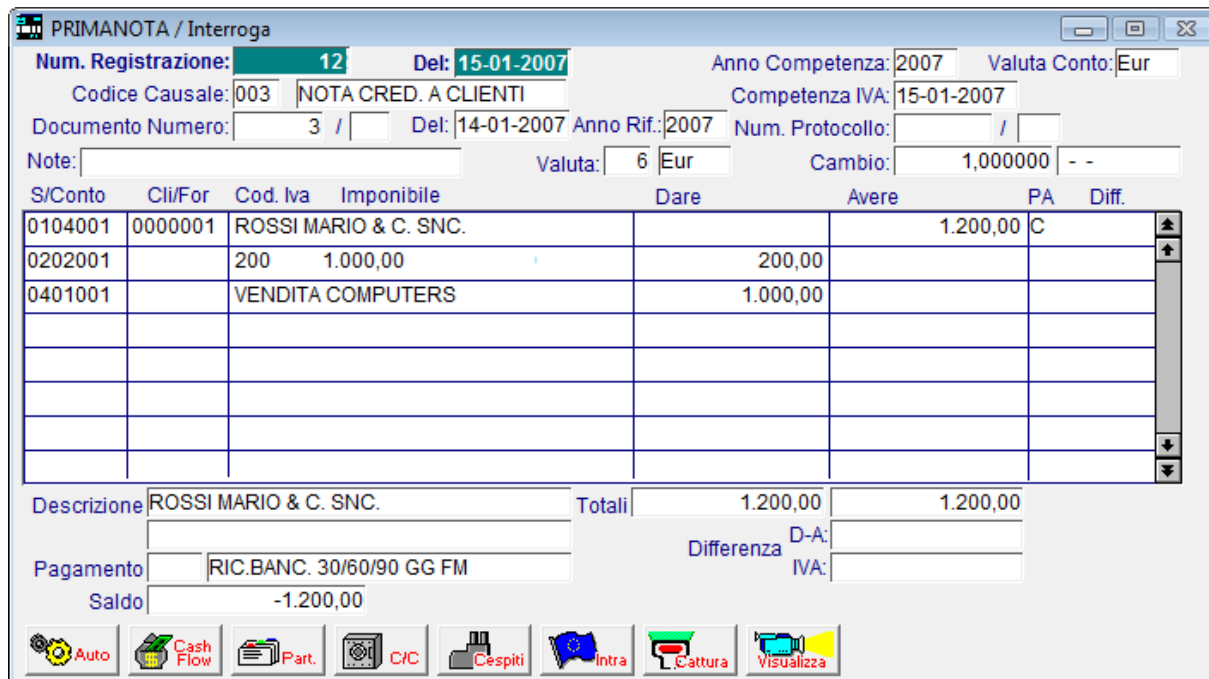 PRIMANOTA / Interroga
Num. Registrazione: 12 Del: 15-01-2007 Anno Competenza: 2007 Valuta Conto: Eur
Codice Causale: 003 NOTA CRED. A CLIENTI Competenza IVA: 15-01-2007
Documento Numero: 3 / Del: 14-01-2007 Anno Rif.: 2007 Num. Protocollo: /
Note: Valuta: 6 Eur Cambio: 1,000000 - -
S/Conto Cli/For Cod. Iva Imponibile Dare Avere PA Diff.
0104001 0000001 ROSSI MARIO & C. SNC. 1.200,00 C
0202001 200 1.000,00 200,00
0401001 VENDITA COMPUTERS 1.000,00
Descrizione ROSSI MARIO & C. SNC. Totali 1.200,00 1.200,00
Differenza D-A:
Pagamento RIC.BANC. 30/60/90 GG FM IVA:
Saldo -1.200,00
Auto Cash Flow Part. C/C Cespiti Intra Cattura Visualizza